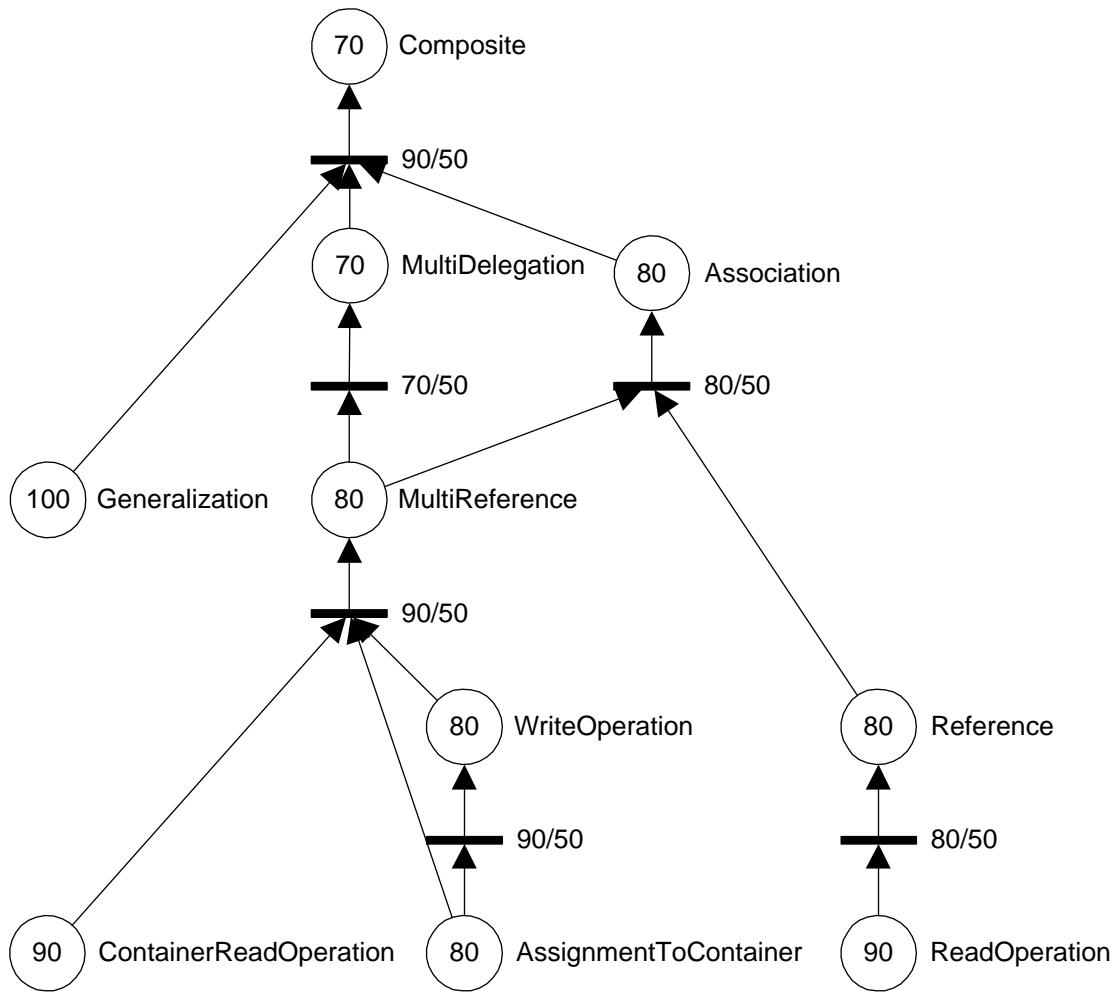 70 Composite
90/50
70 MultiDelegation
80 Association
70/50
80/50
100 Generalization
80 MultiReference
90/50
80 WriteOperation
80 Reference
90/50
80/50
90 ContainerReadOperation
80 AssignmentToContainer
90 ReadOperation